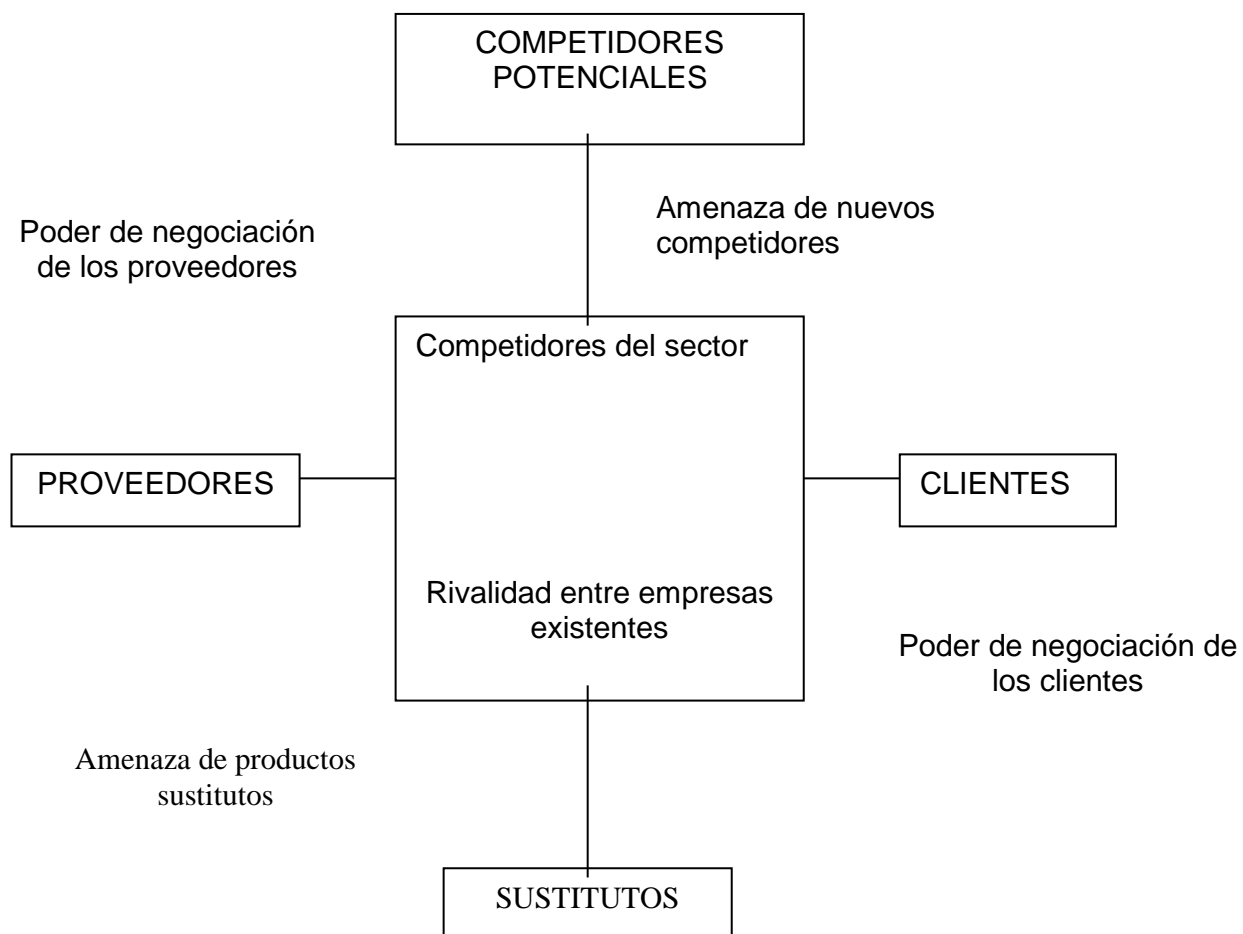 COMPETIDORES
POTENCIALES
Amenaza de nuevos
competidores
Poder de negociación
de los proveedores
Competidores del sector
PROVEEDORES
CLIENTES
Rivalidad entre empresas
existentes
Poder de negociación de
los clientes
Amenaza de productos
sustitutos
SUSTITUTOS